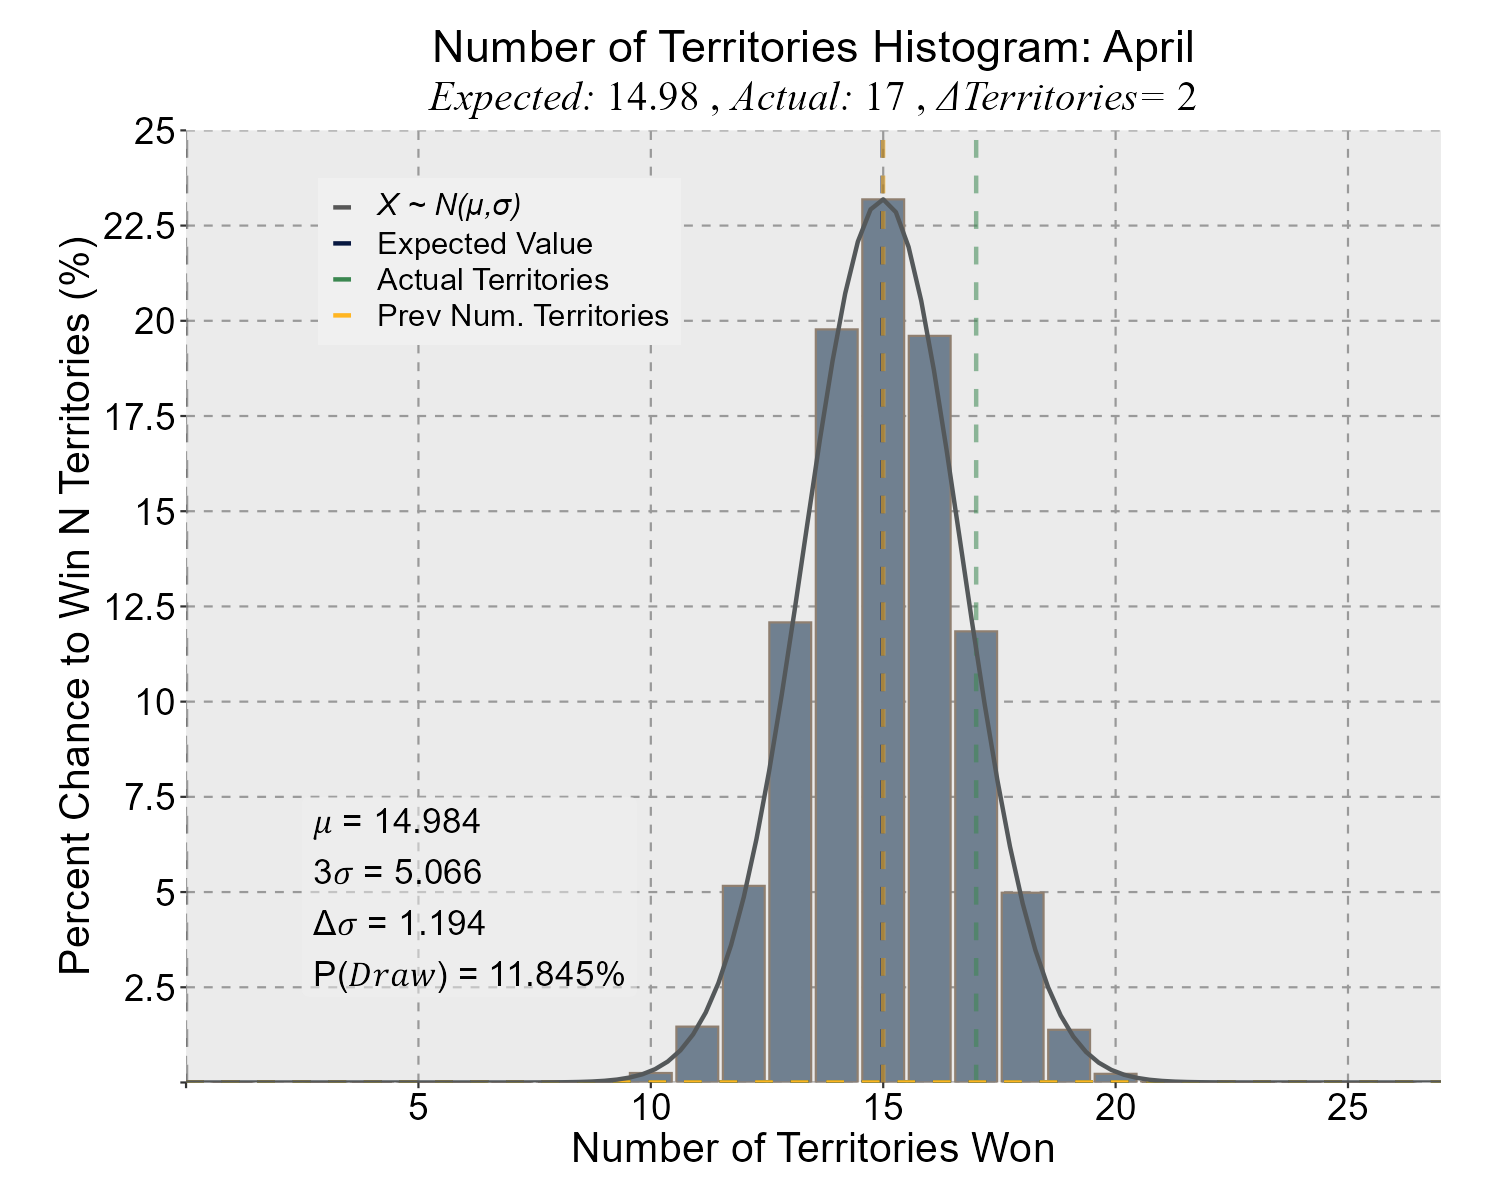 Number of Territories Histogram: April
Expected: 14.98 , Actual: 17 , ΔTerritories= 2
25
22.5
20
17.5
15
12.5
10
7.5
5
2.5
Percent Chance to Win N Territories (%)
X ~ N(μ,σ)
Expected Value
Actual Territories
Prev Num. Territories
μ = 14.984
3σ = 5.066
Δσ = 1.194
P(Draw) = 11.845%
5
10
15
20
25
Number of Territories Won